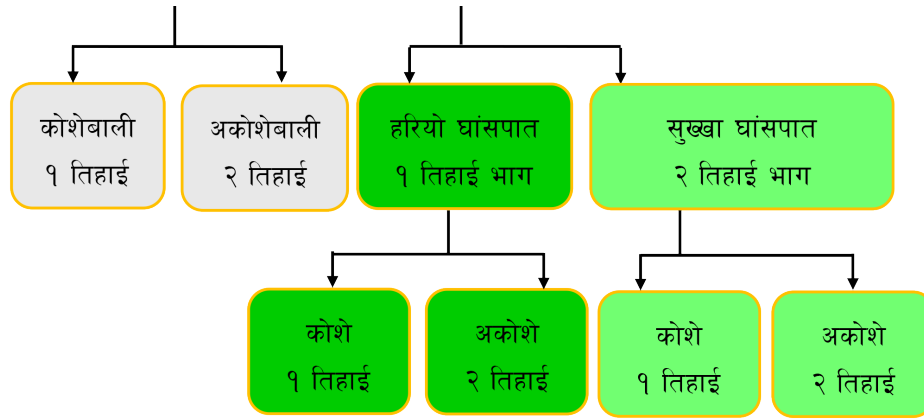 कोशेबाली
१ तिहाई
अकोशेबाली
२ तिहाई
हरियो घांसपात
१ तिहाई भाग
सुख्खा घांसपात
२ तिहाई भाग
कोशे
१ तिहाई
अकोशे
२ तिहाई
कोशे
१ तिहाई
अकोशे
२ तिहाई